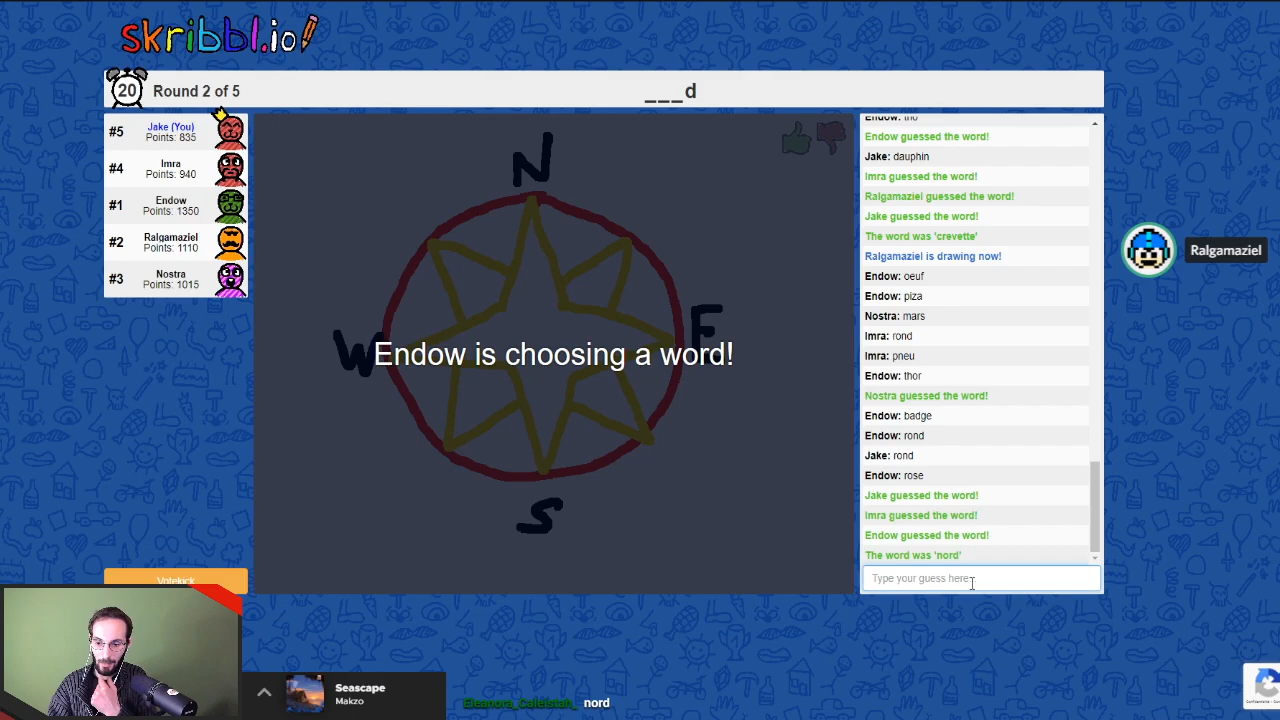 skribbl.io
20
Round 2 of 5
___d
#5
Jake (You)
Points: 835
#4
Imra
Points: 940
#1
Endow
Points: 1350
#2
Ralgamaziel
Points: 1110
#3
Nostra
Points: 1015
Votekick
N
W
E
S
Endow is choosing a word!
Endow: tho
Endow guessed the word!
Jake: dauphin
Imra guessed the word!
Ralgamaziel guessed the word!
Jake guessed the word!
The word was 'crevette'
Ralgamaziel is drawing now!
Endow: oeuf
Endow: piza
Nostra: mars
Imra: rond
Imra: pneu
Endow: thor
Nostra guessed the word!
Endow: badge
Endow: rond
Jake: rond
Endow: rose
Jake guessed the word!
Imra guessed the word!
Endow guessed the word!
The word was 'nord'
Type your guess here
Ralgamaziel
Seascape
Makzo
nord